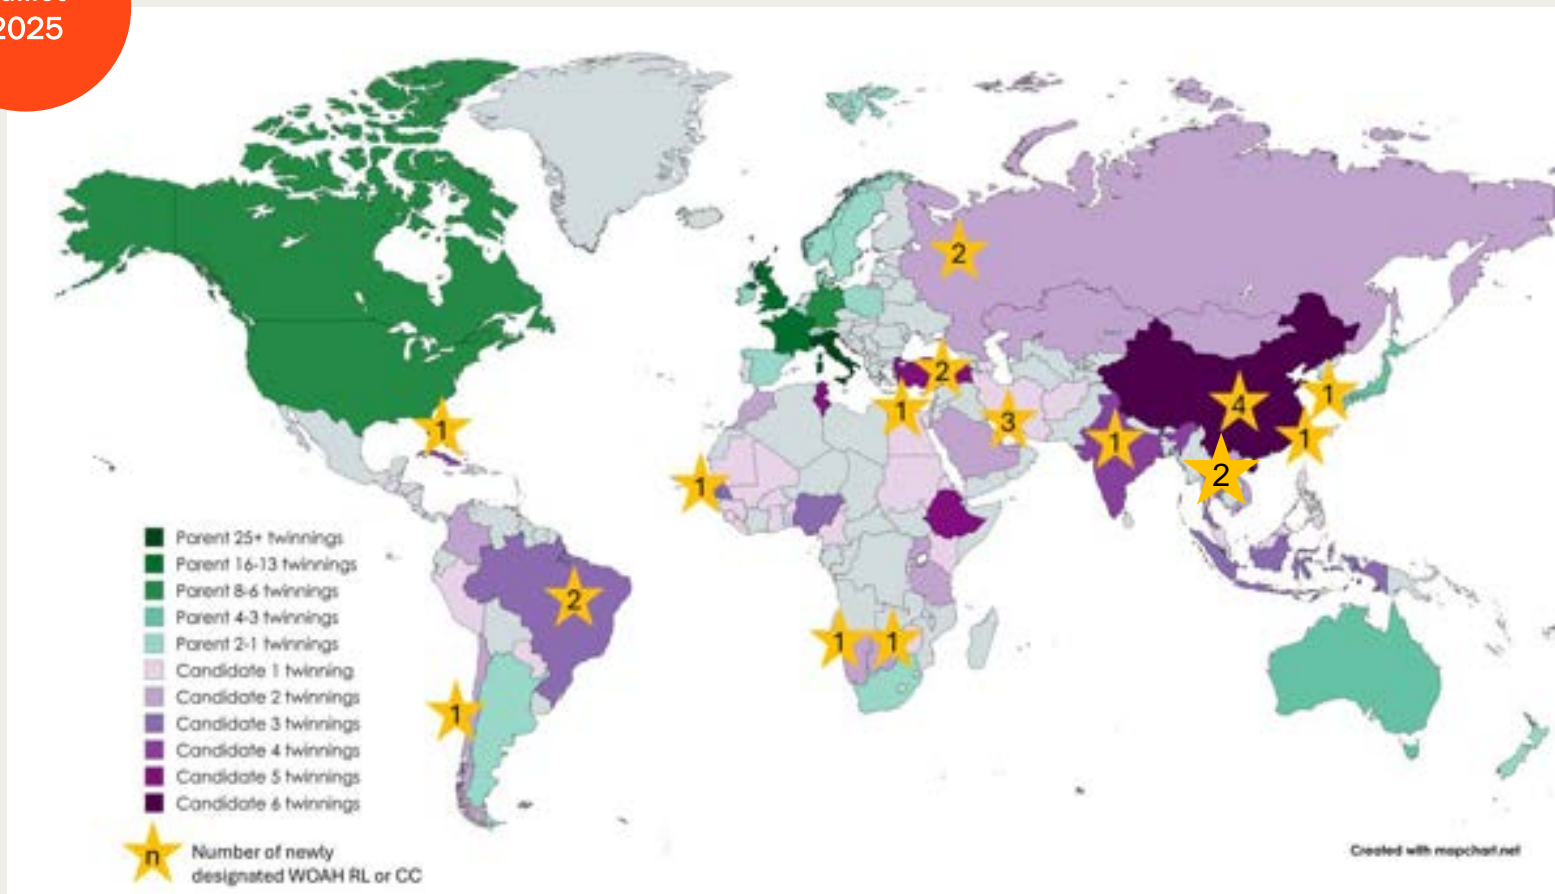 2025
2
2
1
1
3
4
1
1
1
2
1
2
1
1
1
Parent 25+ twinnings
Parent 16-13 twinnings
Parent 8-6 twinnings
Parent 4-3 twinnings
Parent 2-1 twinnings
Candidate 1 twinning
Candidate 2 twinnings
Candidate 3 twinnings
Candidate 4 twinnings
Candidate 5 twinnings
Candidate 6 twinnings
n
Number of newly
designated WOAH RL or CC
Created with mapchart.net